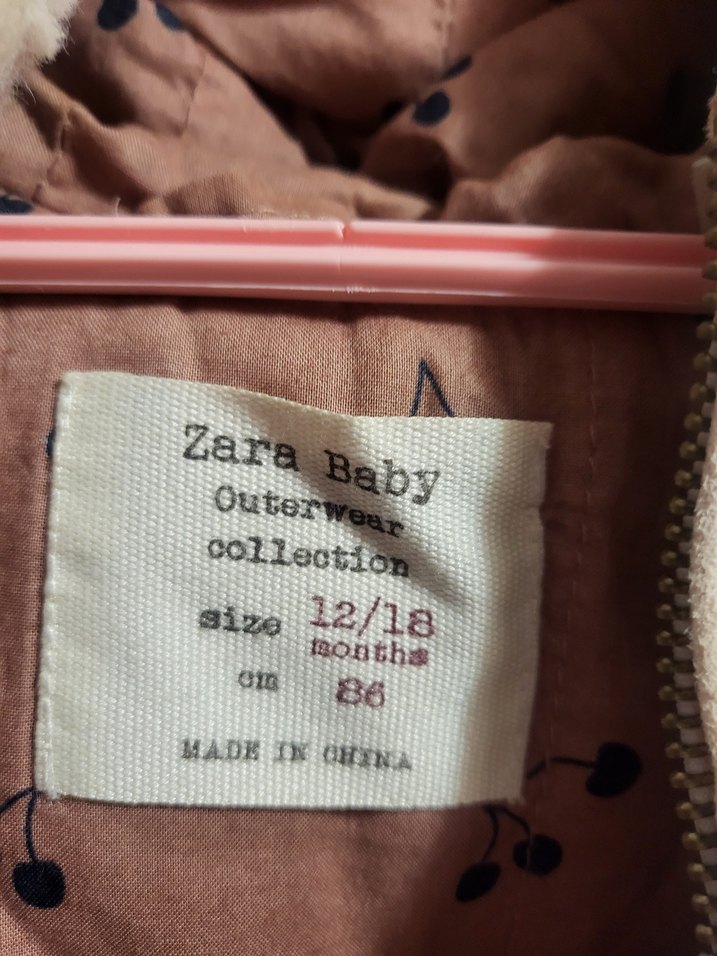 Zara Baby
Outerwear
collection
size 12/18
months
cm 86
MADE IN CHINA